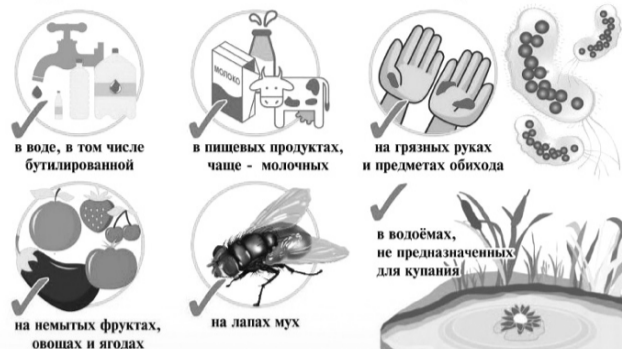 МОЛОКО
в воде, в том числе
бутилированной
в пищевых продуктах,
чаще - молочных
на грязных руках
и предметах обихода
на немытых фруктах,
овощах и ягодах
на лапах мух
в водоёмах,
не предназначенных
для купания